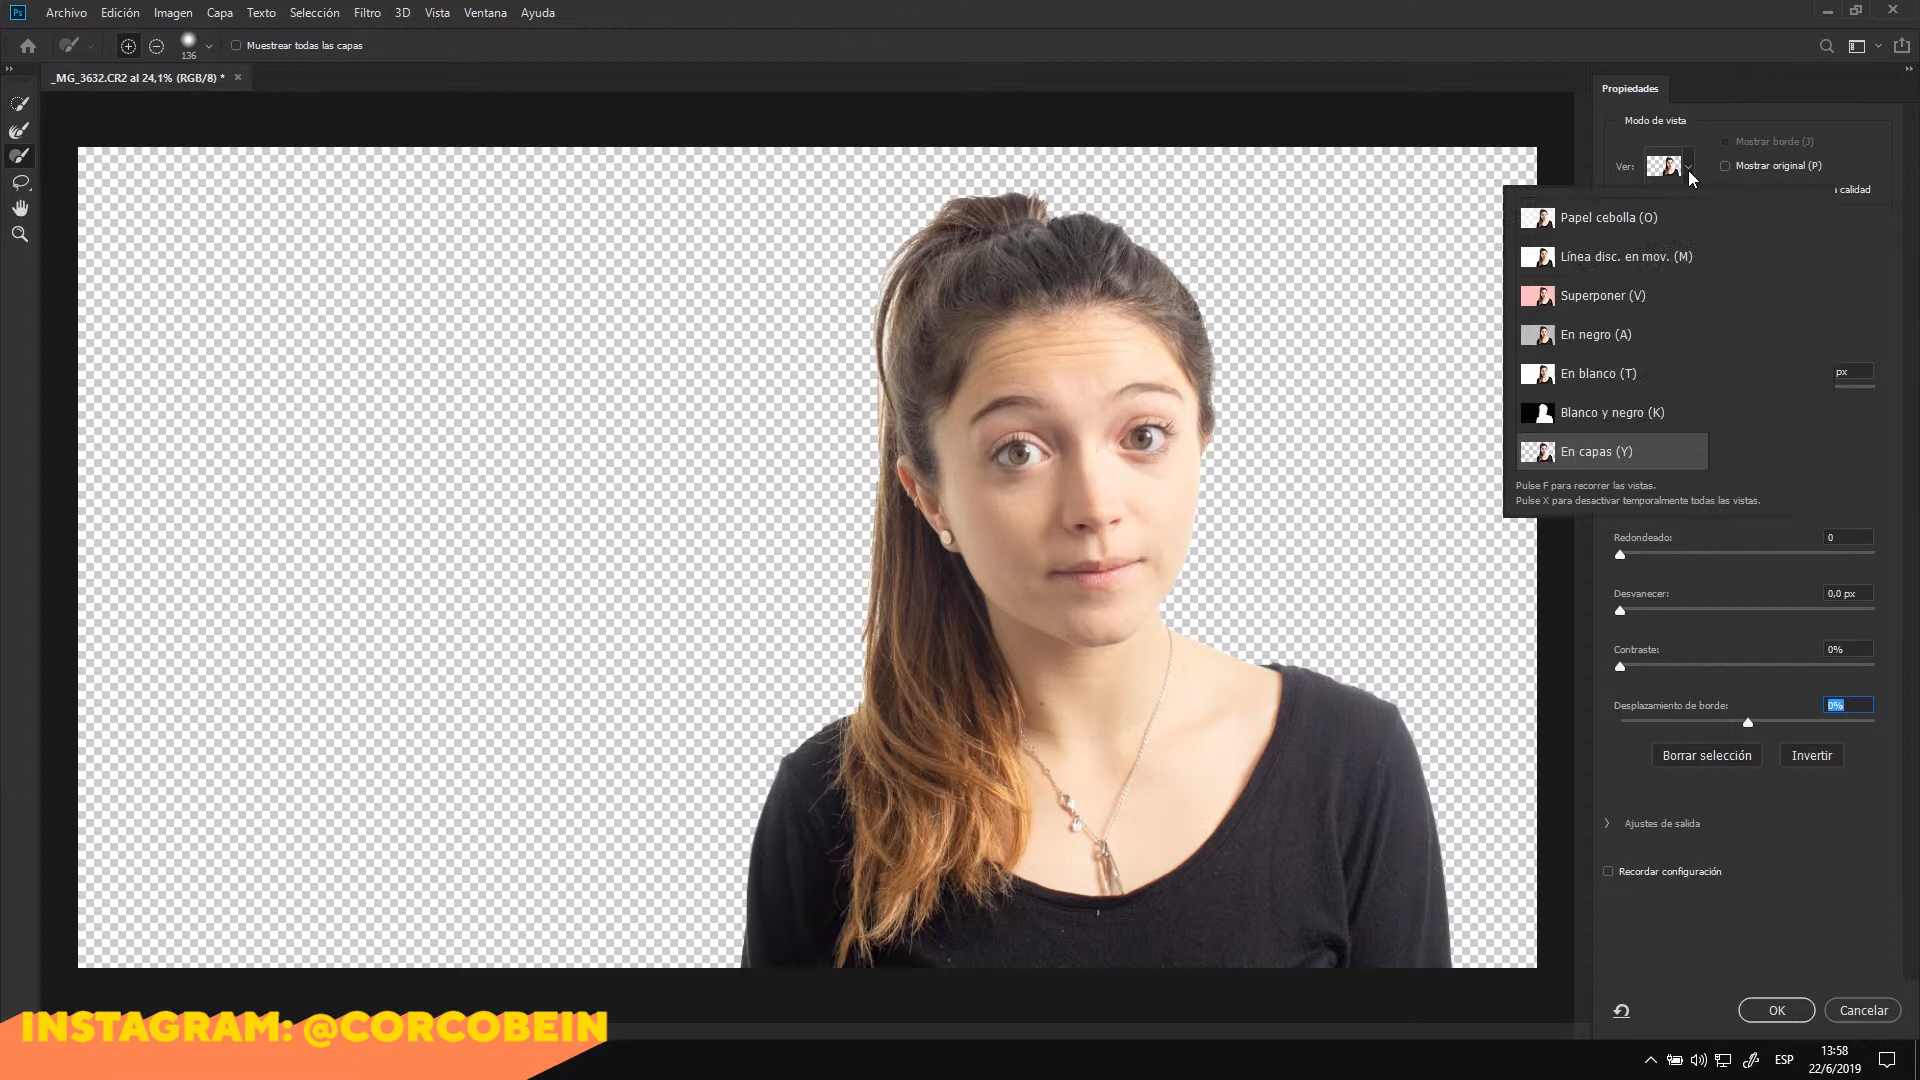 Ps Archivo Edición Imagen Capa Texto Selección Filtro 3D Vista Ventana Ayuda
136 Muestrear todas las capas
_MG_3632.CR2 al 24,1% (RGB/8) *
Propiedades
Modo de vista
Mostrar borde (J)
Ver: Mostrar original (P)
calidad
Papel cebolla (O)
Línea disc. en mov. (M)
Superponer (V)
En negro (A)
En blanco (T)
px
Blanco y negro (K)
En capas (Y)
Pulse F para recorrer las vistas.
Pulse X para desactivar temporalmente todas las vistas.
Redondeado: 0
Desvanecer: 0,0 px
Contraste: 0%
Desplazamiento de borde: 0%
Borrar selección Invertir
Ajustes de salida
Recordar configuración
OK Cancelar
INSTAGRAM: @CORCOBEIN
ESP 13:58
22/6/2019